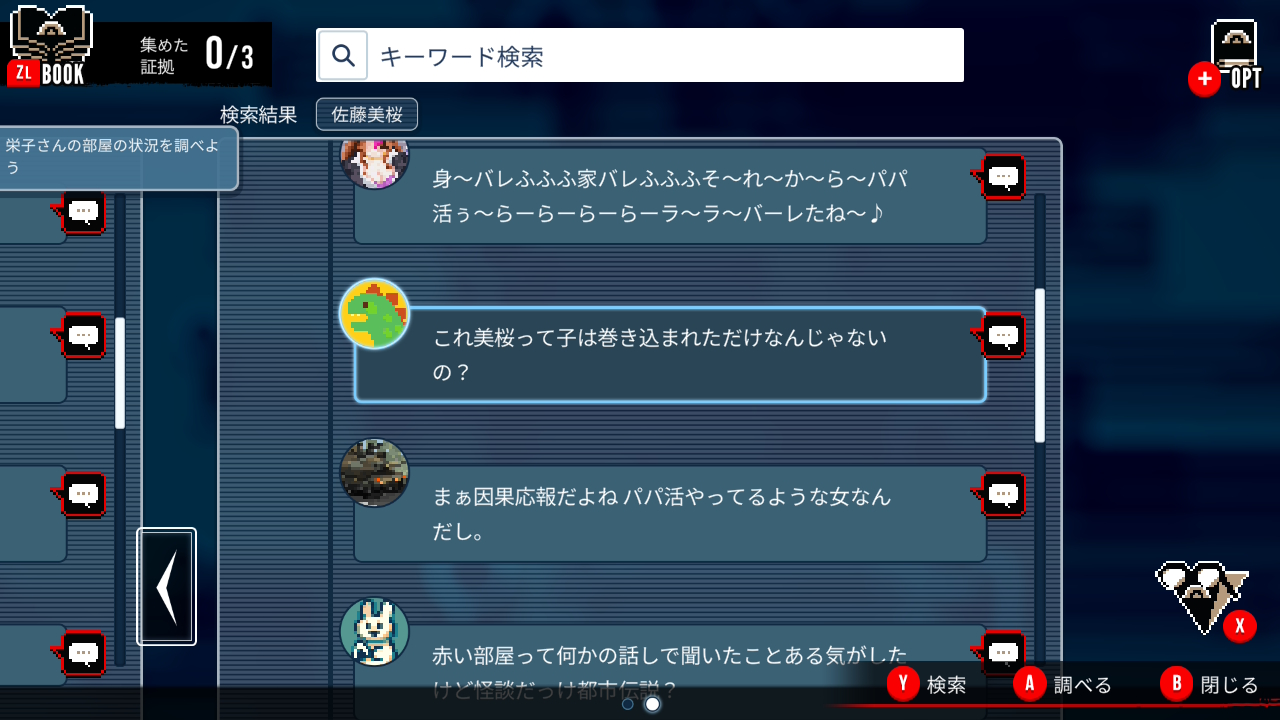 集めた
証拠
0/3
ZL
BOOK
キーワード検索
+
OPT
検索結果
佐藤美桜
栄子さんの部屋の状況を調べよ
う
身〜バレふふふ家バレふふふそ〜れ〜か〜ら〜パパ
活ぅ〜らーらーらーらーラ〜ラ〜バーレたね〜♪
これ美桜って子は巻き込まれただけなんじゃない
の？
まぁ因果応報だよね パパ活やってるような女なん
だし。
赤い部屋って何かの話しで聞いたことある気がした
けど怪談だっけ都市伝説？
X
Y 検索
A 調べる
B 閉じる